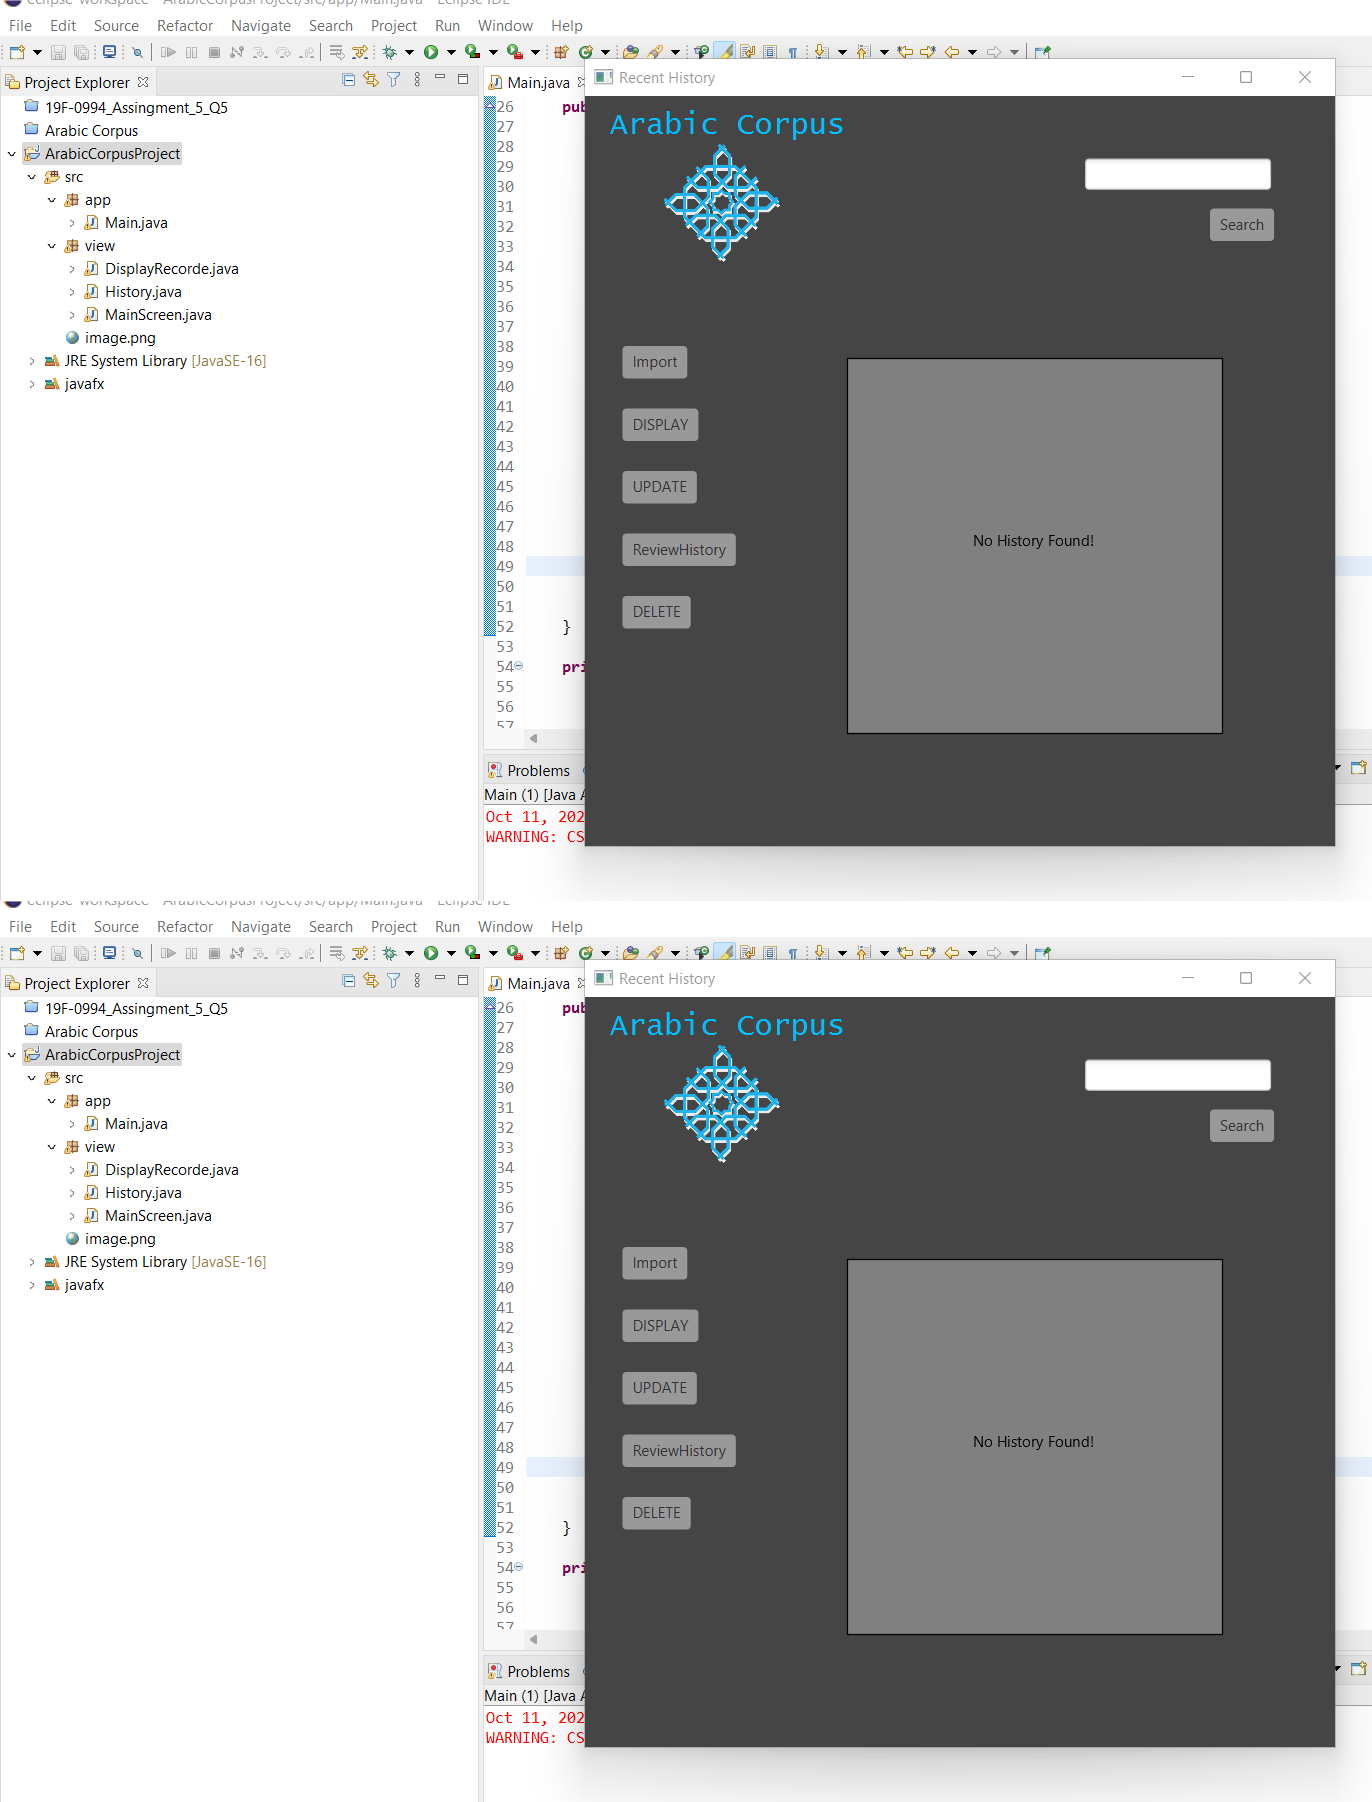 eclipse-workspace - ArabicCorpusProject/src/app/Main.java - Eclipse IDE
File Edit Source Refactor Navigate Search Project Run Window Help
Project Explorer
19F-0994_Assingment_5_Q5
Arabic Corpus
ArabicCorpusProject
src
app
Main.java
view
DisplayRecorde.java
History.java
MainScreen.java
image.png
JRE System Library [JavaSE-16]
javafx
Main.java
26 pub
27
28
29
30
31
32
33
34
35
36
37
38
39
40
41
42
43
44
45
46
47
48
49
50
51
52 }
53
54 pri
55
56
57
Problems
Main (1) [Java A
Oct 11, 202
WARNING: CS
Recent History
Arabic Corpus
Search
Import
DISPLAY
UPDATE
ReviewHistory
DELETE
No History Found!
eclipse-workspace - ArabicCorpusProject/src/app/Main.java - Eclipse IDE
File Edit Source Refactor Navigate Search Project Run Window Help
Project Explorer
19F-0994_Assingment_5_Q5
Arabic Corpus
ArabicCorpusProject
src
app
Main.java
view
DisplayRecorde.java
History.java
MainScreen.java
image.png
JRE System Library [JavaSE-16]
javafx
Main.java
26 pub
27
28
29
30
31
32
33
34
35
36
37
38
39
40
41
42
43
44
45
46
47
48
49
50
51
52 }
53
54 pri
55
56
57
Problems
Main (1) [Java A
Oct 11, 202
WARNING: CS
Recent History
Arabic Corpus
Search
Import
DISPLAY
UPDATE
ReviewHistory
DELETE
No History Found!